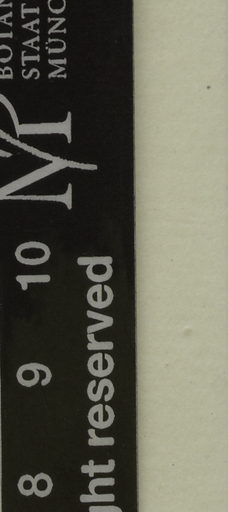 BOTAN
STAAT
MÜNC
M
8 9 10
ght reserved